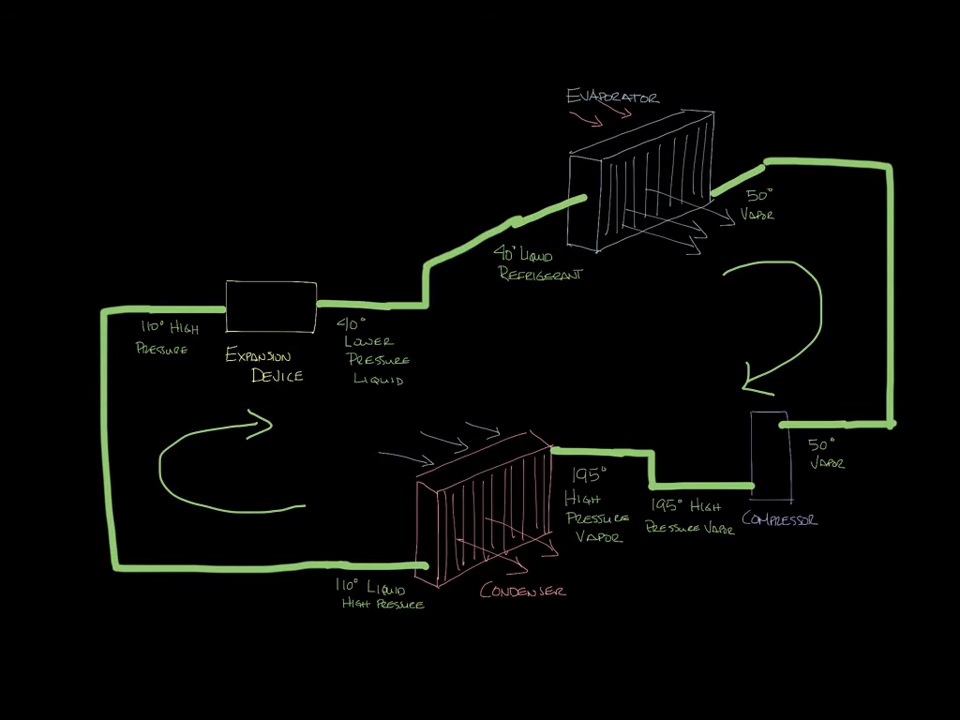 EVAPORATOR
50°
VAPOR
40° LIQUID
REFRIGERANT
110° HIGH
PRESSURE
EXPANSION
DEVICE
40°
LOWER
PRESSURE
LIQUID
50°
VAPOR
195°
HIGH
PRESSURE
VAPOR
195° HIGH
PRESSURE VAPOR
COMPRESSOR
110° LIQUID
HIGH PRESSURE
CONDENSER